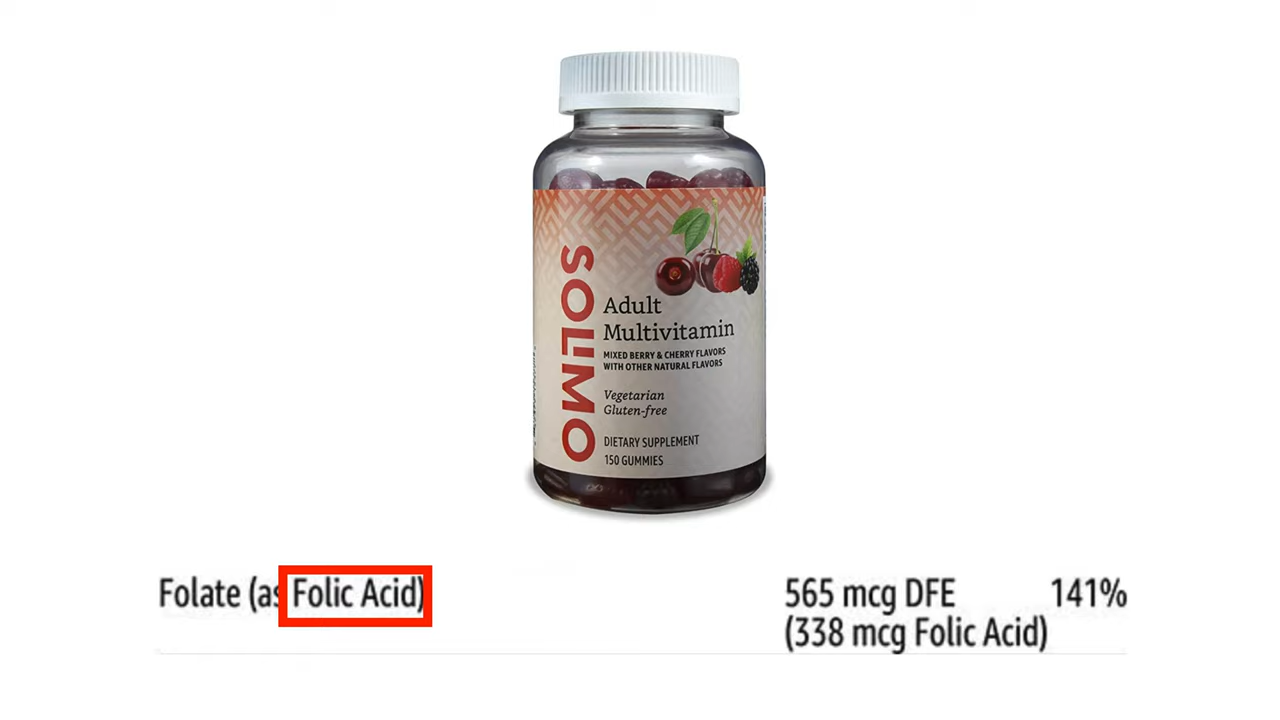 SOLIMO
Adult
Multivitamin
MIXED BERRY & CHERRY FLAVORS
WITH OTHER NATURAL FLAVORS
Vegetarian
Gluten-free
DIETARY SUPPLEMENT
150 GUMMIES
Folate (as Folic Acid) 565 mcg DFE 141%
(338 mcg Folic Acid)